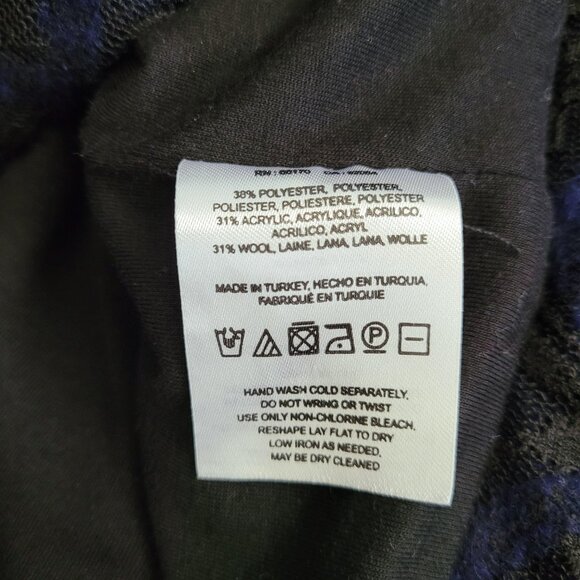 38% POLYESTER, POLYESTER,
POLIESTER, POLIESTERE, POLYESTER
31% ACRYLIC, ACRYLIQUE, ACRILICO,
ACRILICO, ACRYL
31% WOOL, LAINE, LANA, LANA, WOLLE
MADE IN TURKEY, HECHO EN TURQUIA,
FABRIQUÉ EN TURQUIE
P
HAND WASH COLD SEPARATELY,
DO NOT WRING OR TWIST
USE ONLY NON-CHLORINE BLEACH,
RESHAPE LAY FLAT TO DRY
LOW IRON AS NEEDED,
MAY BE DRY CLEANED